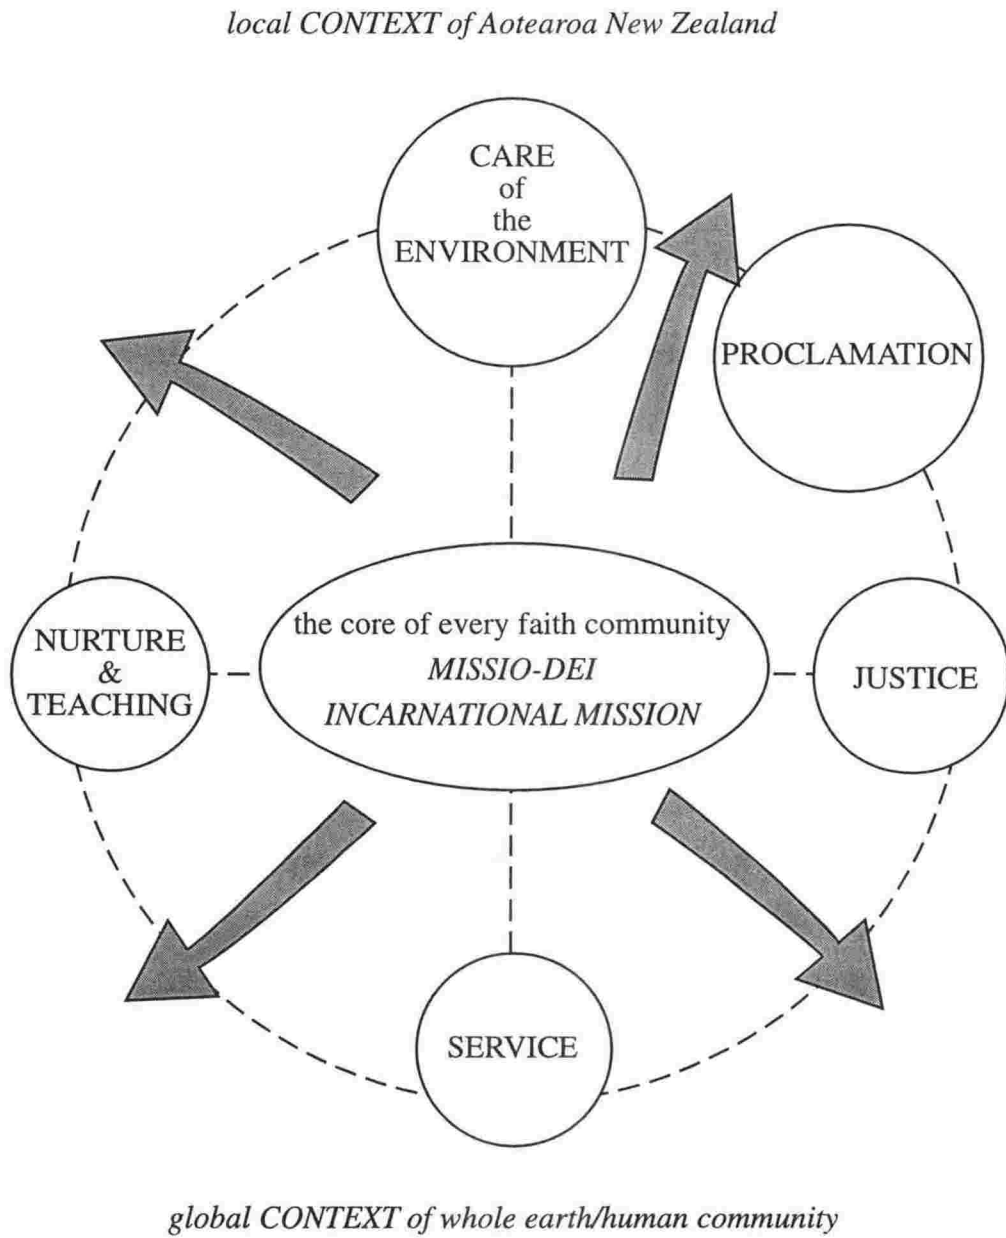 local CONTEXT of Aotearoa New Zealand
CARE
of
the
ENVIRONMENT
PROCLAMATION
NURTURE
&
TEACHING
the core of every faith community
MISSIO-DEI
INCARNATIONAL MISSION
JUSTICE
SERVICE
global CONTEXT of whole earth/human community